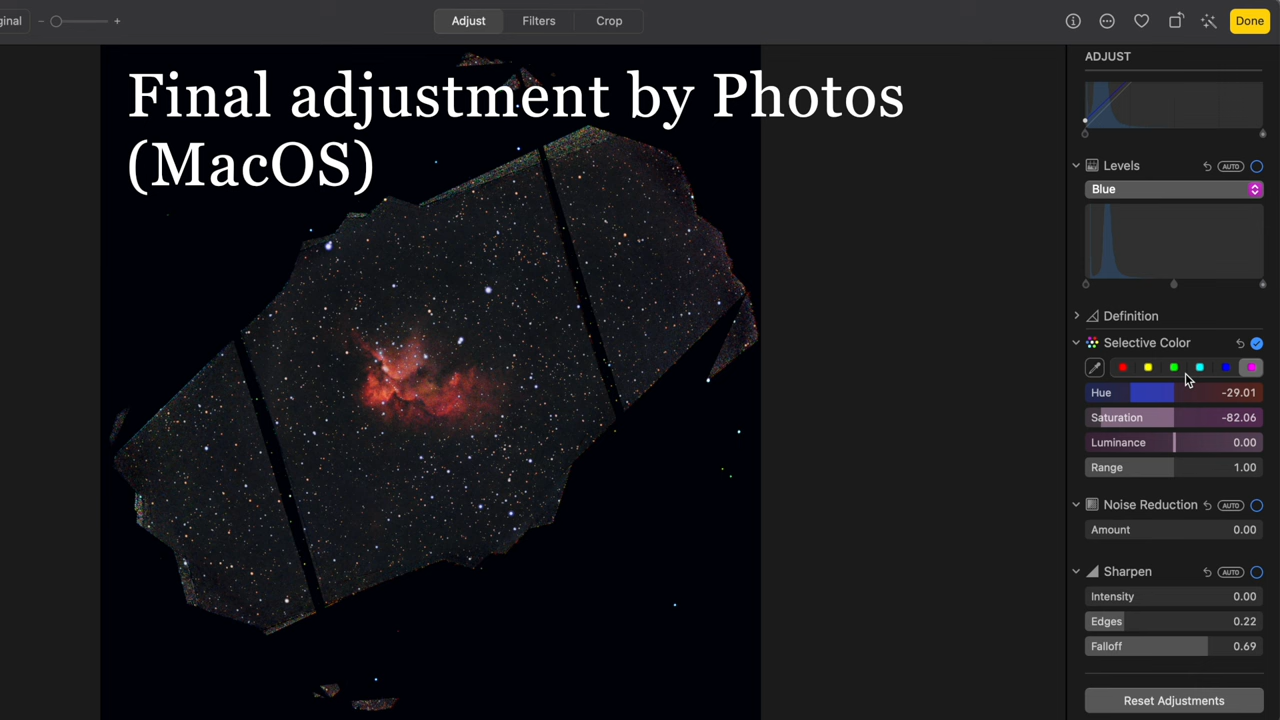 ginal
Adjust
Filters
Crop
Done
ADJUST
Final adjustment by Photos
(MacOS)
Levels
AUTO
Blue
Definition
Selective Color
Hue -29.01
Saturation -82.06
Luminance 0.00
Range 1.00
Noise Reduction
AUTO
Amount 0.00
Sharpen
AUTO
Intensity 0.00
Edges 0.22
Falloff 0.69
Reset Adjustments